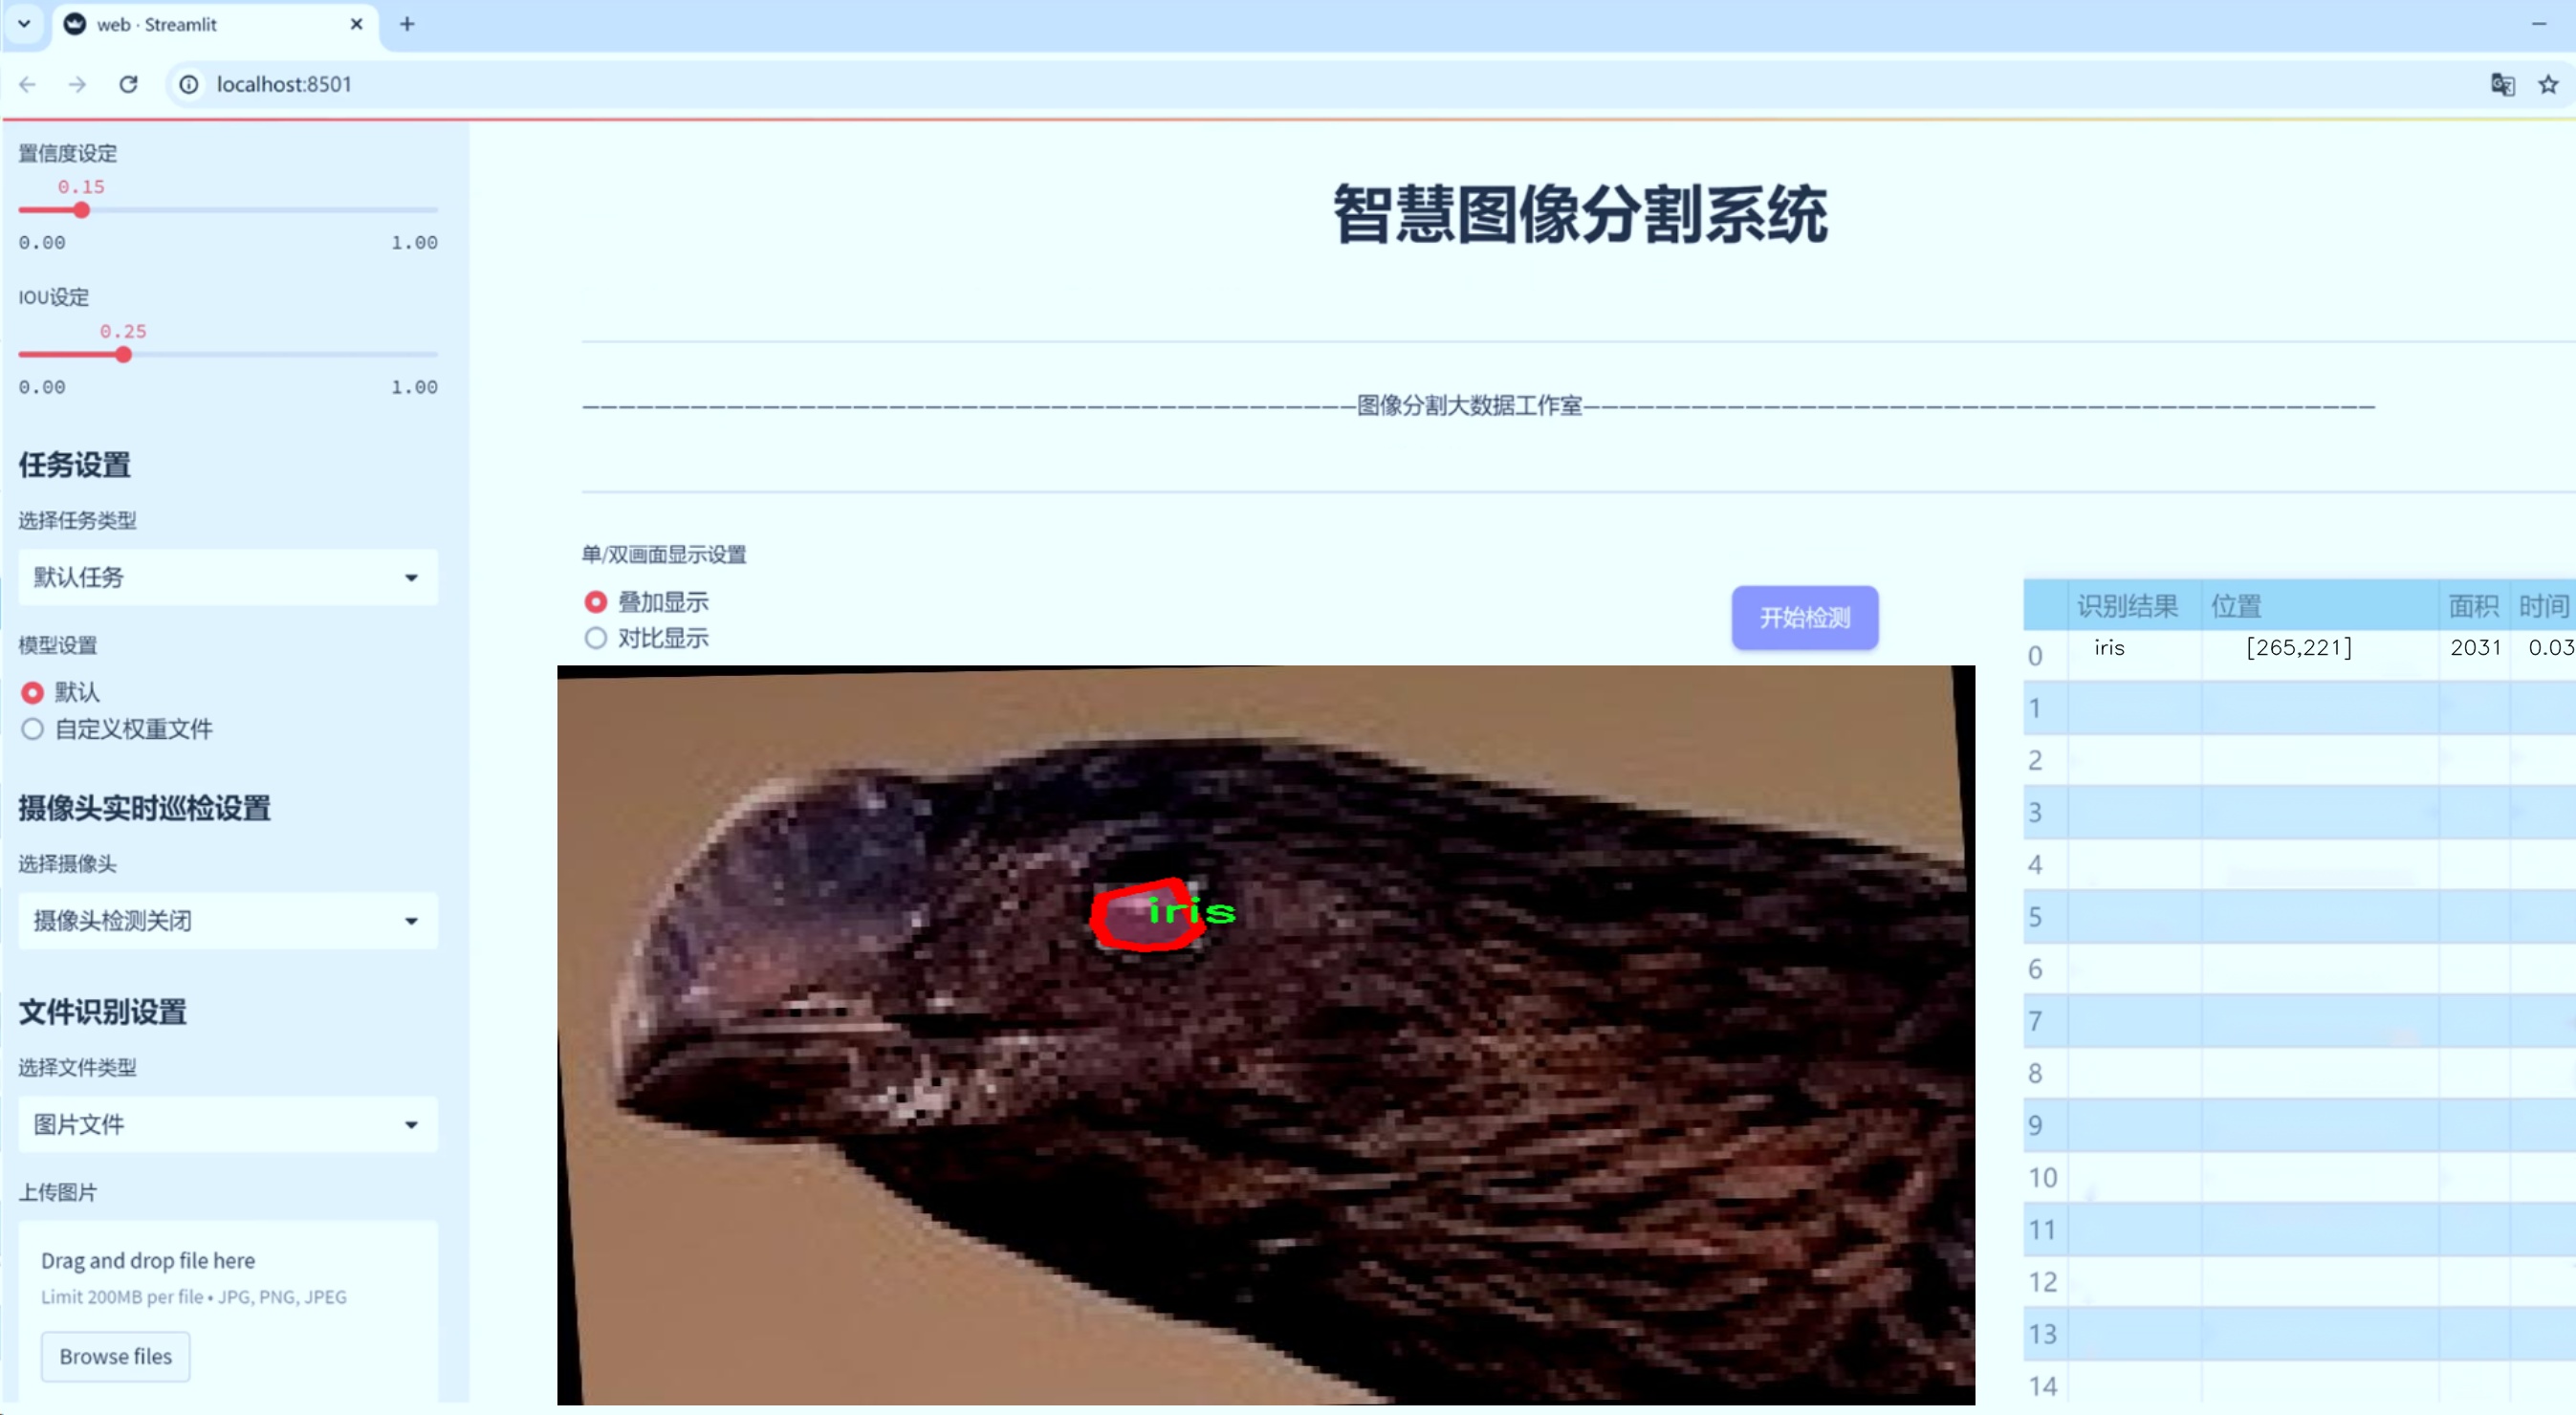 web · Streamlit
localhost:8501
置信度设定
0.15
0.00 1.00
IOU设定
0.25
0.00 1.00
任务设置
选择任务类型
默认任务
模型设置
默认
自定义权重文件
摄像头实时巡检设置
选择摄像头
摄像头检测关闭
文件识别设置
选择文件类型
图片文件
上传图片
Drag and drop file here
Limit 200MB per file • JPG, PNG, JPEG
Browse files
智慧图像分割系统
图像分割大数据工作室
单/双画面显示设置
叠加显示
对比显示
开始检测
iris
识别结果 位置 面积 时间
0 iris [265,221] 2031 0.03
1
2
3
4
5
6
7
8
9
10
11
12
13
14